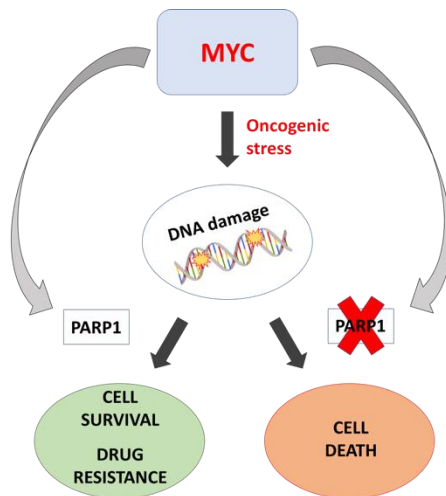 MYC
Oncogenic
stress
DNA damage
PARP1
PARP1
CELL
SURVIVAL
DRUG
RESISTANCE
CELL
DEATH